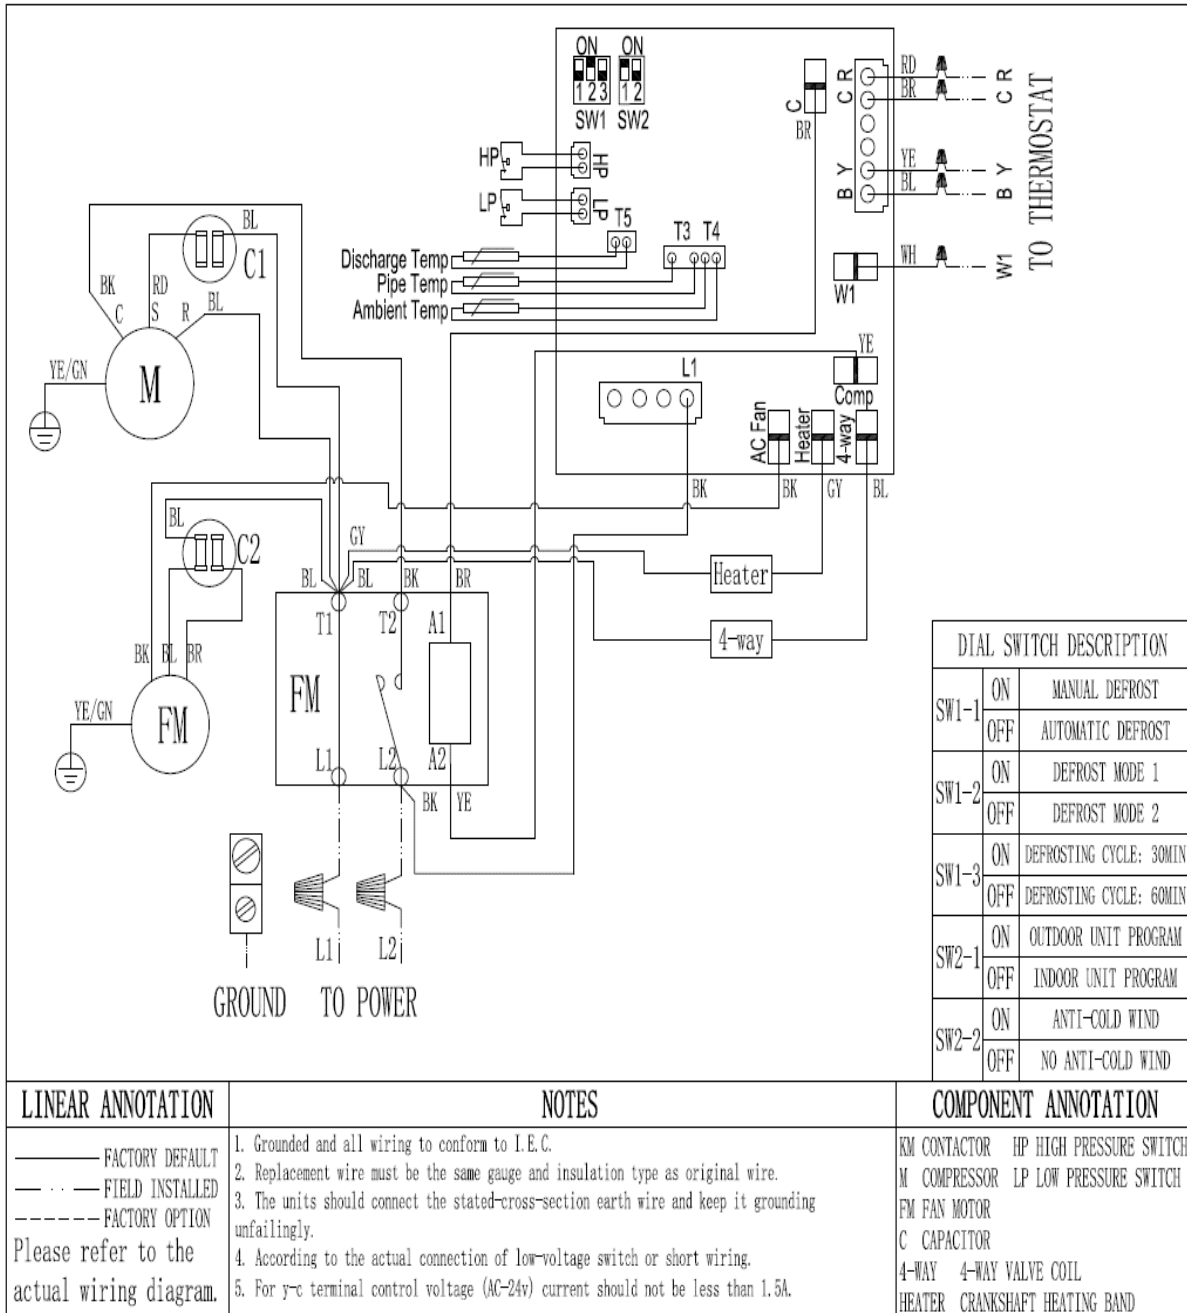 ON ON
1 2 3 1 2
SW1 SW2
C
BR
C R
RD
BR
C R
HP
HP
LP
LP
B Y
YE
BL
B Y
TO THERMOSTAT
T5
T3 T4
W1
WH
W1
Discharge Temp
Pipe Temp
Ambient Temp
BL
C1
BK
RD
BL
C S R
YE/GN
M
L1
YE
Comp
AC Fan
Heater
4-way
BK
BK
GY
BL
BL
C2
GY
BL BL BK BR
Heater
4-way
T1 T2 A1
BK BL BR
FM
YE/GN
FM
L1 L2 A2
BK YE
L1 L2
GROUND TO POWER
DIAL SWITCH DESCRIPTION
SW1-1 ON MANUAL DEFROST
OFF AUTOMATIC DEFROST
SW1-2 ON DEFROST MODE 1
OFF DEFROST MODE 2
SW1-3 ON DEFROSTING CYCLE: 30MIN
OFF DEFROSTING CYCLE: 60MIN
SW2-1 ON OUTDOOR UNIT PROGRAM
OFF INDOOR UNIT PROGRAM
SW2-2 ON ANTI-COLD WIND
OFF NO ANTI-COLD WIND
LINEAR ANNOTATION
FACTORY DEFAULT
FIELD INSTALLED
FACTORY OPTION
Please refer to the
actual wiring diagram.
NOTES
1. Grounded and all wiring to conform to I.E.C.
2. Replacement wire must be the same gauge and insulation type as original wire.
3. The units should connect the stated-cross-section earth wire and keep it grounding
unfailingly.
4. According to the actual connection of low-voltage switch or short wiring.
5. For y-c terminal control voltage (AC-24v) current should not be less than 1.5A.
COMPONENT ANNOTATION
KM CONTACTOR HP HIGH PRESSURE SWITCH
M COMPRESSOR LP LOW PRESSURE SWITCH
FM FAN MOTOR
C CAPACITOR
4-WAY 4-WAY VALVE COIL
HEATER CRANKSHAFT HEATING BAND